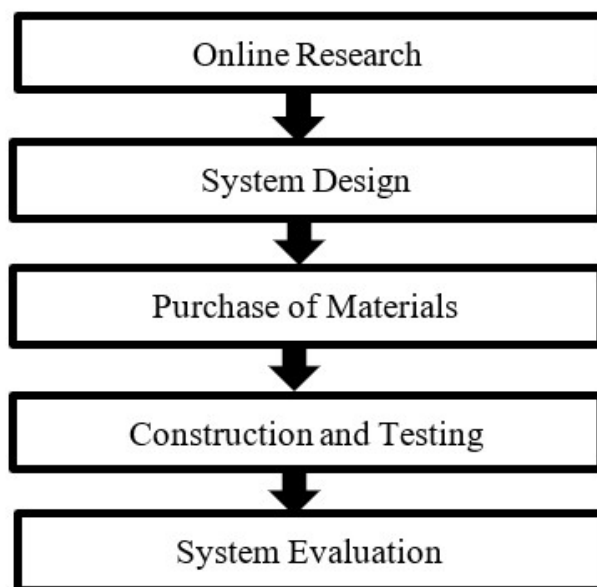 Online Research
System Design
Purchase of Materials
Construction and Testing
System Evaluation